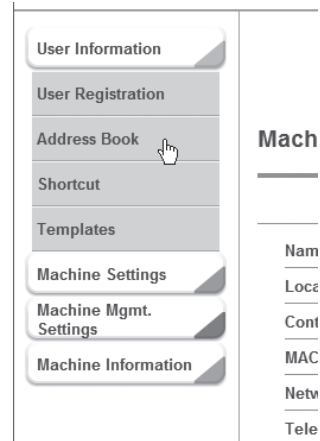 User Information
User Registration
Address Book
Shortcut
Templates
Machine Settings
Machine Mgmt.
Settings
Machine Information
Mach
Nam
Loca
Cont
MAC
Netw
Tele